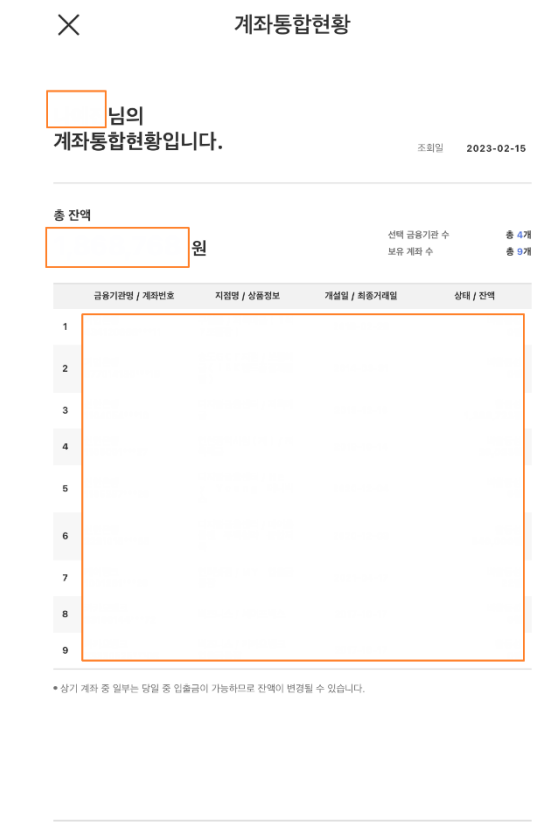 계좌통합현황
님의
계좌통합현황입니다.
조회일 2023-02-15
총 잔액
원
선택 금융기관 수 총 4개
보유 계좌 수 총 9개
금융기관명 / 계좌번호 지점명 / 상품정보 개설일 / 최종거래일 상태 / 잔액
1
2
3
4
5
6
7
8
9
• 상기 계좌 중 일부는 당일 중 입출금이 가능하므로 잔액이 변경될 수 있습니다.